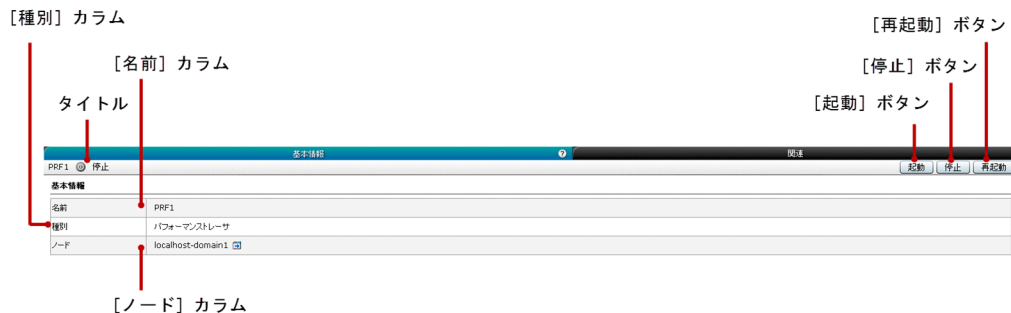 ［種別］カラム
［再起動］ボタン
［名前］カラム
［停止］ボタン
タイトル
［起動］ボタン
基本情報 ? 関連
PRF1 停止 起動 停止 再起動
基本情報
名前 PRF1
種別 パフォーマンストレーサ
ノード localhost-domain1
［ノード］カラム